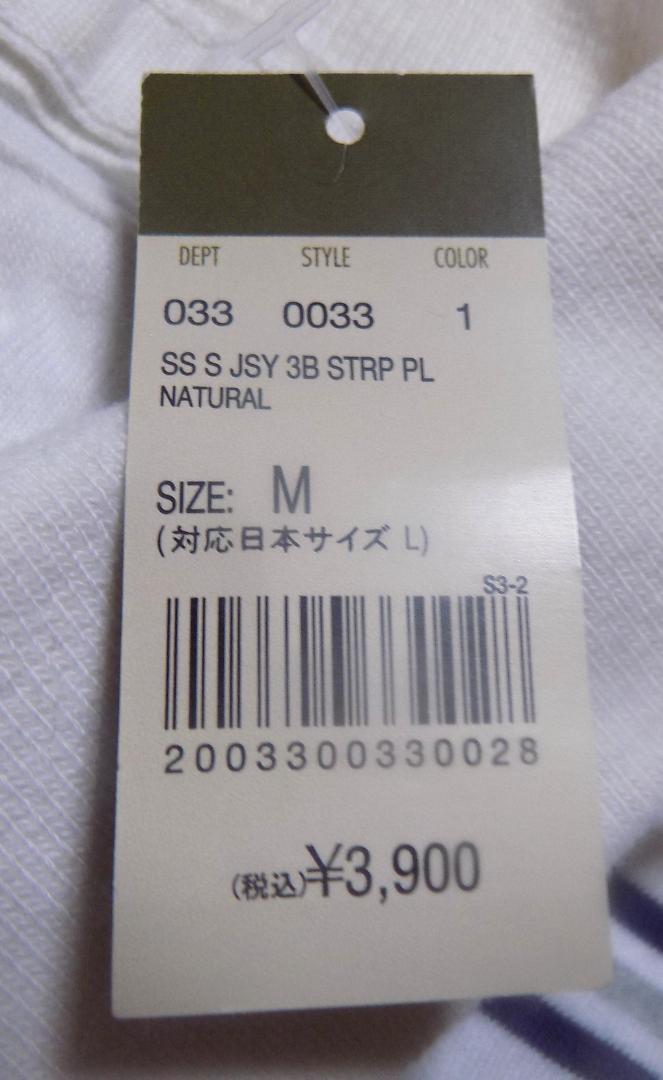 DEPT STYLE COLOR
033 0033 1
SS S JSY 3B STRP PL
NATURAL
SIZE: M
(対応日本サイズ L)
S3-2
2003300330028
(税込)¥3,900